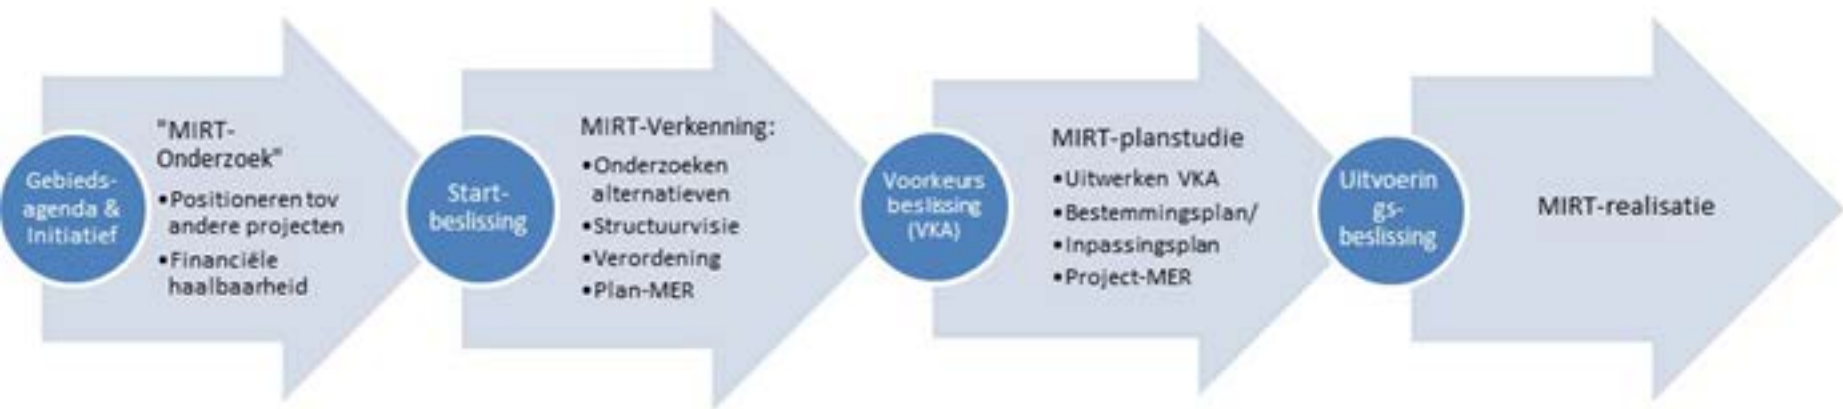 Gebieds-
agenda &
Initiatief
"MIRT-
Onderzoek"
•Positioneren tov
andere projecten
•Financiële
haalbaarheid
Start-
beslissing
MIRT-Verkenning:
•Onderzoeken
alternatieven
•Structuurvisie
•Verordening
•Plan-MER
Voorkeurs
beslissing
(VKA)
MIRT-planstudie
•Uitwerken VKA
•Bestemmingsplan/
•Inpassingsplan
•Project-MER
Uitvoerin
gs-
beslissing
MIRT-realisatie